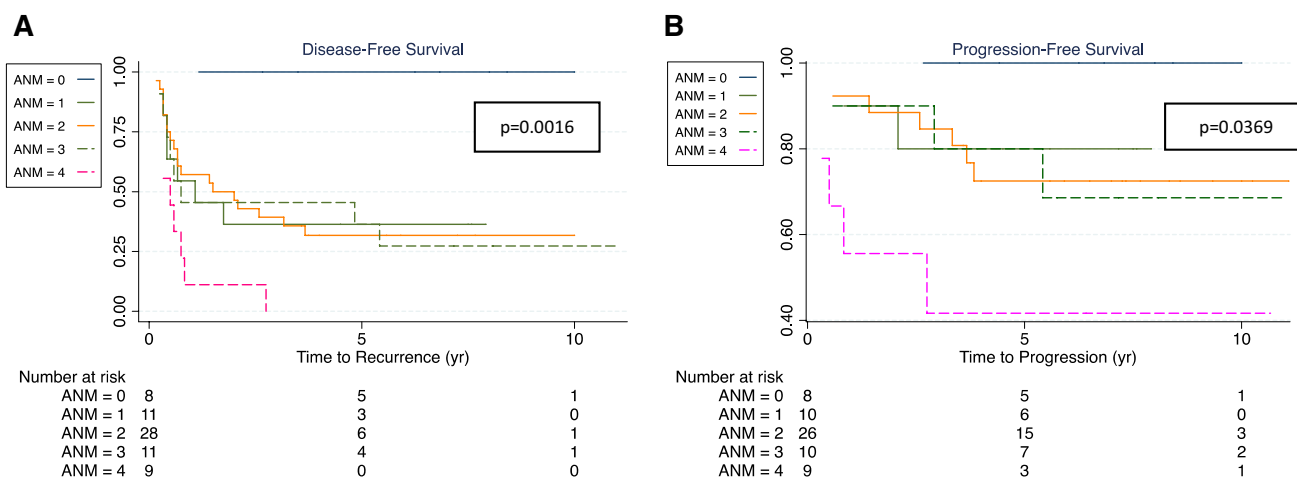 A
Disease-Free Survival
ANM = 0
ANM = 1
ANM = 2
ANM = 3
ANM = 4
1.00
0.75
0.50
0.25
0.00
p=0.0016
0 5 10
Time to Recurrence (yr)
Number at risk
ANM = 0 8 5 1
ANM = 1 11 3 0
ANM = 2 28 6 1
ANM = 3 11 4 1
ANM = 4 9 0 0
B
Progression-Free Survival
ANM = 0
ANM = 1
ANM = 2
ANM = 3
ANM = 4
1.00
0.80
0.60
0.40
p=0.0369
0 5 10
Time to Progression (yr)
Number at risk
ANM = 0 8 5 1
ANM = 1 10 6 0
ANM = 2 26 15 3
ANM = 3 10 7 2
ANM = 4 9 3 1